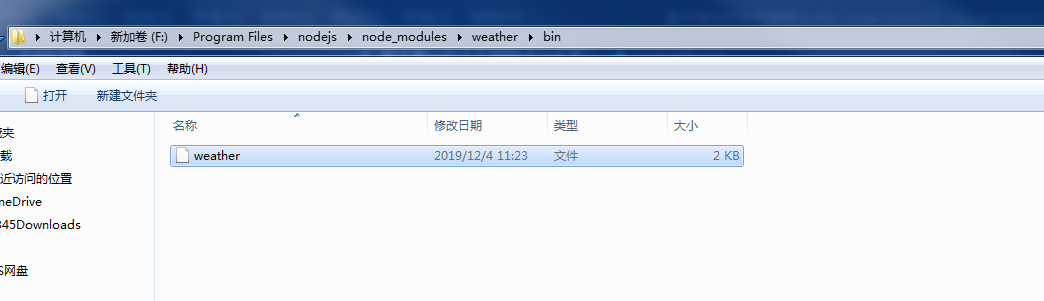 计算机 新加卷 (F:) Program Files nodejs node_modules weather bin
编辑(E) 查看(V) 工具(T) 帮助(H)
打开 新建文件夹
名称 修改日期 类型 大小
夹
载
weather 2019/12/4 11:23 文件 2 KB
近访问的位置
neDrive
345Downloads
S网盘